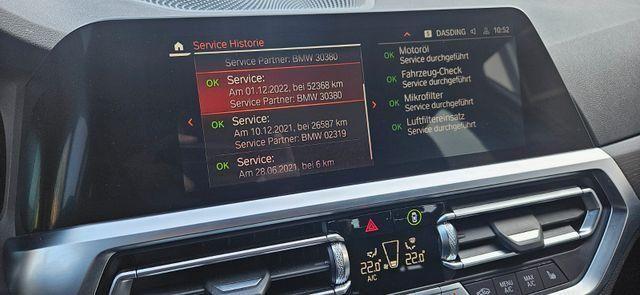 Service Historie
DASDING
10:52
Service Partner: BMW 30380
OK Service:
Am 01.12.2022, bei 52368 km
Service Partner: BMW 30380
OK Service:
Am 10.12.2021, bei 26587 km
Service Partner: BMW 02319
OK Service:
Am 28.06.2021, bei 6 km
OK Motoröl
Service durchgeführt
OK Fahrzeug-Check
Service durchgeführt
OK Mikrofilter
Service durchgeführt
OK Luftfiltereinsatz
Service durchgeführt
22.0
A/C
22.0
A/C
MENU
A/C
MAX
A/C